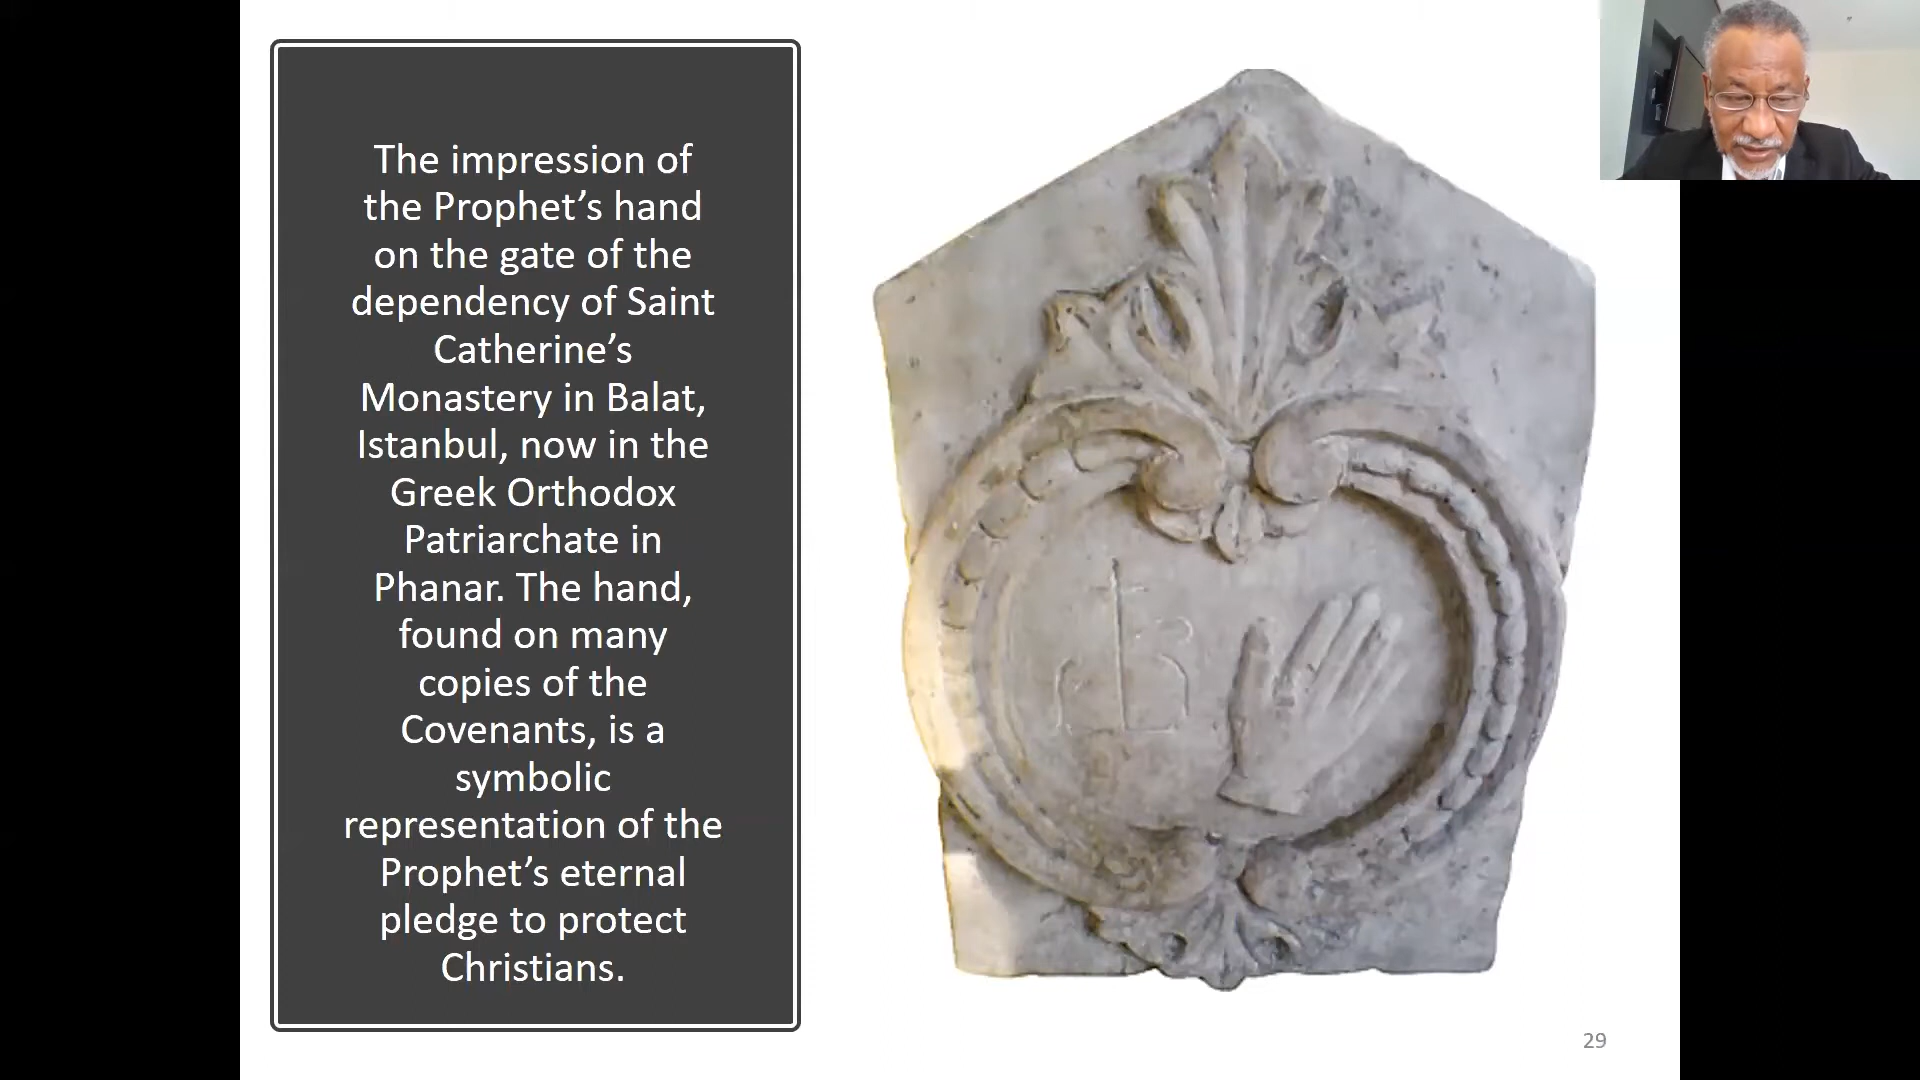 The impression of
the Prophet’s hand
on the gate of the
dependency of Saint
Catherine’s
Monastery in Balat,
Istanbul, now in the
Greek Orthodox
Patriarchate in
Phanar. The hand,
found on many
copies of the
Covenants, is a
symbolic
representation of the
Prophet’s eternal
pledge to protect
Christians.
29